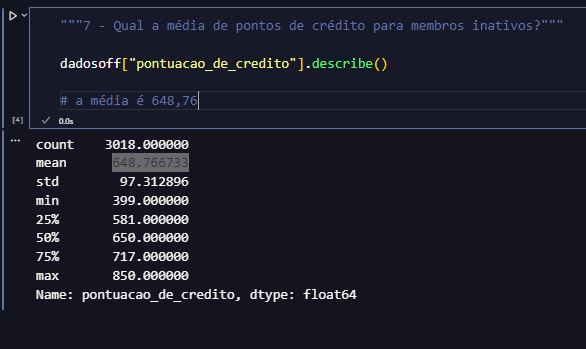 """7 - Qual a média de pontos de crédito para membros inativos?"""
dadosoff["pontuacao_de_credito"].describe()
# a média é 648,76
[4] ✓ 0.0s
...
count 3018.000000
mean 648.766733
std 97.312896
min 399.000000
25% 581.000000
50% 650.000000
75% 717.000000
max 850.000000
Name: pontuacao_de_credito, dtype: float64